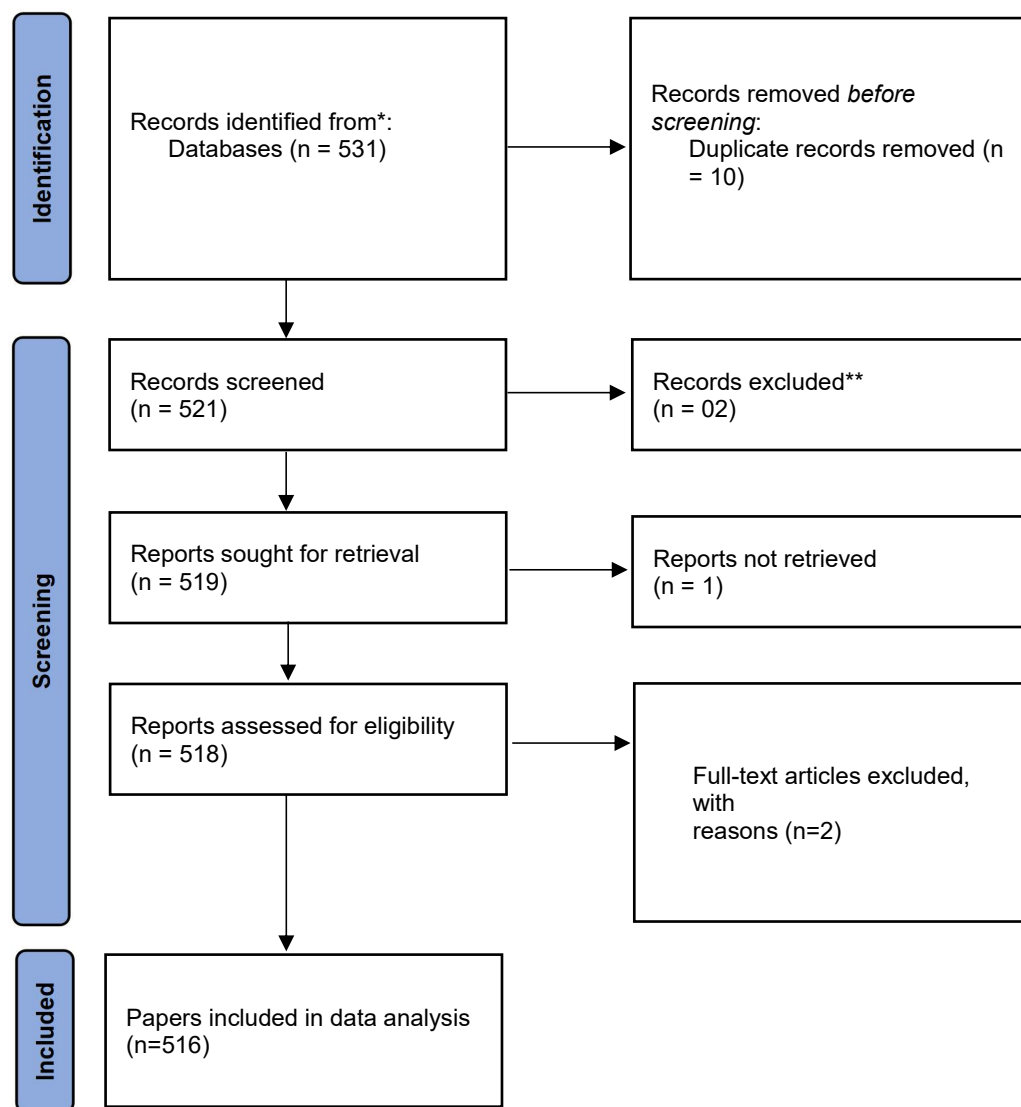 Identification
Records identified from*:
Databases (n = 531)
Records removed before
screening:
Duplicate records removed (n
= 10)
Screening
Records screened
(n = 521)
Records excluded**
(n = 02)
Reports sought for retrieval
(n = 519)
Reports not retrieved
(n = 1)
Reports assessed for eligibility
(n = 518)
Full-text articles excluded,
with
reasons (n=2)
Included
Papers included in data analysis
(n=516)